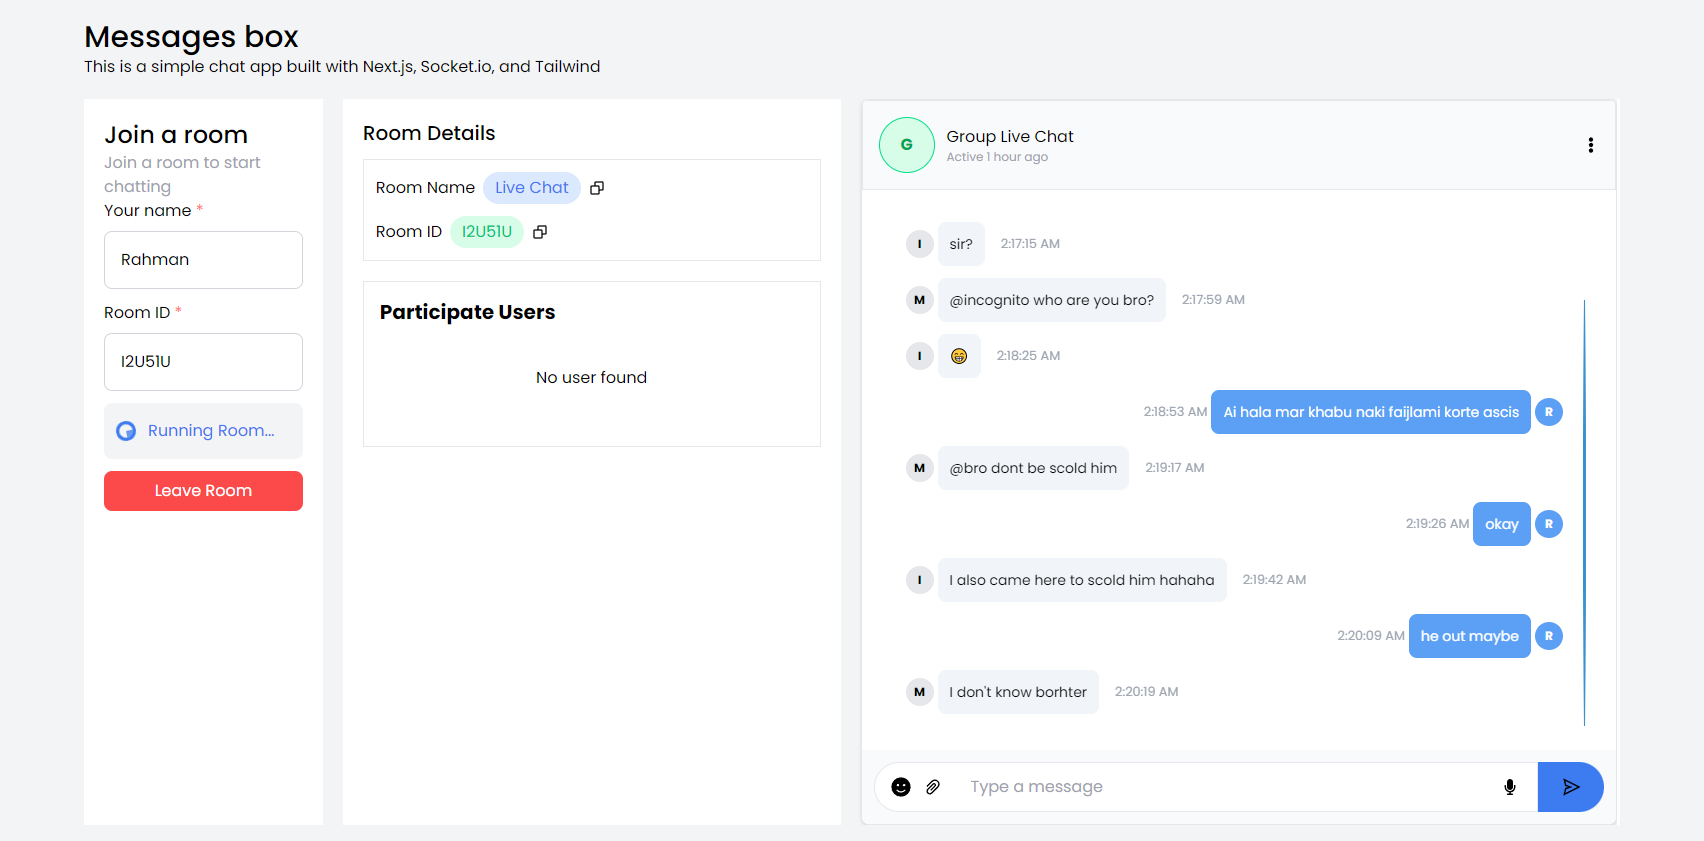 Messages box
This is a simple chat app built with Next.js, Socket.io, and Tailwind
Join a room
Join a room to start
chatting
Your name *
Rahman
Room ID *
I2U51U
Running Room...
Leave Room
Room Details
Room Name Live Chat
Room ID I2U51U
Participate Users
No user found
G
Group Live Chat
Active 1 hour ago
I sir? 2:17:15 AM
M @incognito who are you bro? 2:17:59 AM
I 😁 2:18:25 AM
2:18:53 AM Ai hala mar khabu naki faijlami korte ascis R
M @bro dont be scold him 2:19:17 AM
2:19:26 AM okay R
I I also came here to scold him hahaha 2:19:42 AM
2:20:09 AM he out maybe R
M I don't know borhter 2:20:19 AM
Type a message